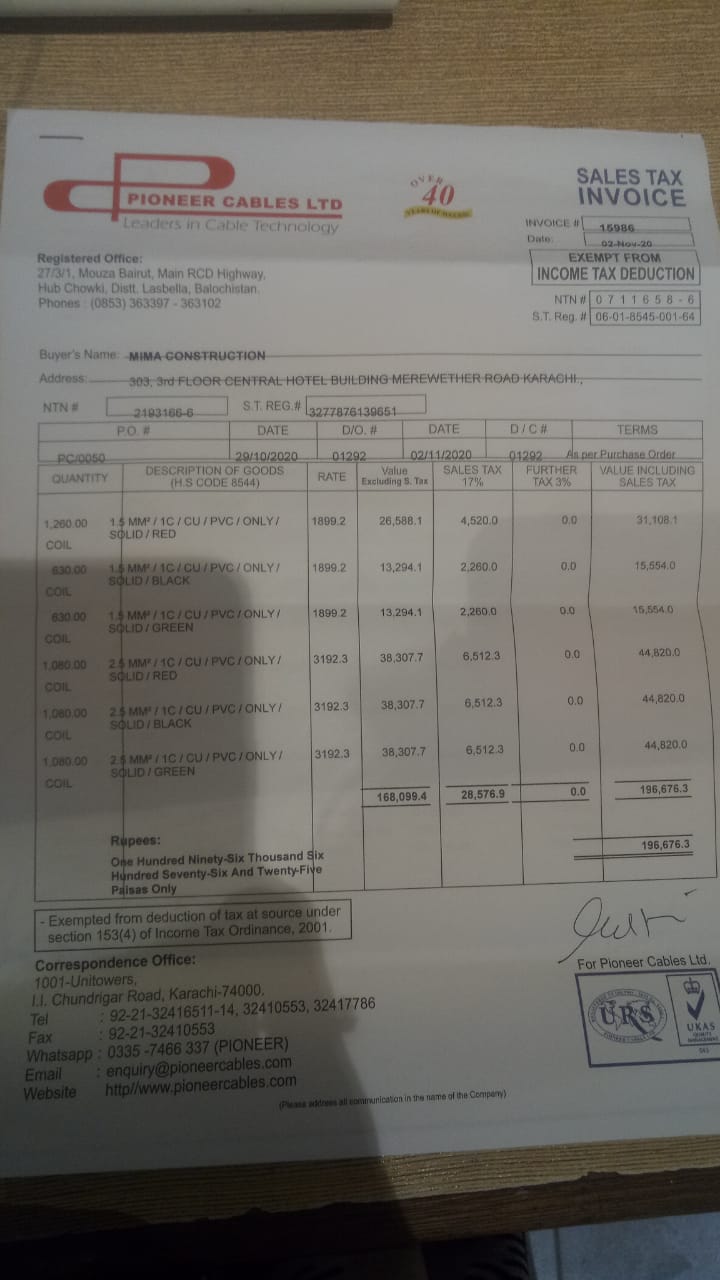 PIONEER CABLES LTD
Leaders in Cable Technology
OVER
40
SALES TAX
INVOICE
INVOICE # 15986
Date: 02-Nov-20
EXEMPT FROM
INCOME TAX DEDUCTION
NTN # 0711658-6
S.T. Reg. # 06-01-8545-001-64
Registered Office:
27/3/1, Mouza Bairut, Main RCD Highway,
Hub Chowki, Distt. Lasbella, Balochistan.
Phones : (0853) 363397 - 363102
Buyer's Name: MIMA CONSTRUCTION
Address: 303, 3rd FLOOR CENTRAL HOTEL BUILDING MEREWETHER ROAD KARACHI.,
NTN # 2193166-6 S.T. REG.# 3277876139651
P.O. # DATE D/O. # DATE D/C # TERMS
PC/0050 29/10/2020 01292 02/11/2020 01292 As per Purchase Order
QUANTITY DESCRIPTION OF GOODS (H.S CODE 8544) RATE Value Excluding S. Tax SALES TAX 17% FURTHER TAX 3% VALUE INCLUDING SALES TAX
1,260.00 1.5 MM² / 1C / CU / PVC / ONLY / 1899.2 26,588.1 4,520.0 0.0 31,108.1
COIL SOLID / RED
630.00 1.5 MM² / 1C / CU / PVC / ONLY / 1899.2 13,294.1 2,260.0 0.0 15,554.0
COIL SOLID / BLACK
630.00 1.5 MM² / 1C / CU / PVC / ONLY / 1899.2 13,294.1 2,260.0 0.0 15,554.0
COIL SOLID / GREEN
1,080.00 2.5 MM² / 1C / CU / PVC / ONLY / 3192.3 38,307.7 6,512.3 0.0 44,820.0
COIL SOLID / RED
1,080.00 2.5 MM² / 1C / CU / PVC / ONLY / 3192.3 38,307.7 6,512.3 0.0 44,820.0
COIL SOLID / BLACK
1,080.00 2.5 MM² / 1C / CU / PVC / ONLY / 3192.3 38,307.7 6,512.3 0.0 44,820.0
COIL SOLID / GREEN
168,099.4 28,576.9 0.0 196,676.3
Rupees: 196,676.3
One Hundred Ninety-Six Thousand Six
Hundred Seventy-Six And Twenty-Five
Paisas Only
- Exempted from deduction of tax at source under
section 153(4) of Income Tax Ordinance, 2001.
For Pioneer Cables Ltd.
Correspondence Office:
1001-Unitowers,
I.I. Chundrigar Road, Karachi-74000.
Tel : 92-21-32416511-14, 32410553, 32417786
Fax : 92-21-32410553
Whatsapp : 0335 -7466 337 (PIONEER)
Email : enquiry@pioneercables.com
Website http//www.pioneercables.com
URS
UKAS
QUALITY
MANAGEMENT
(Please address all communication in the name of the Company)